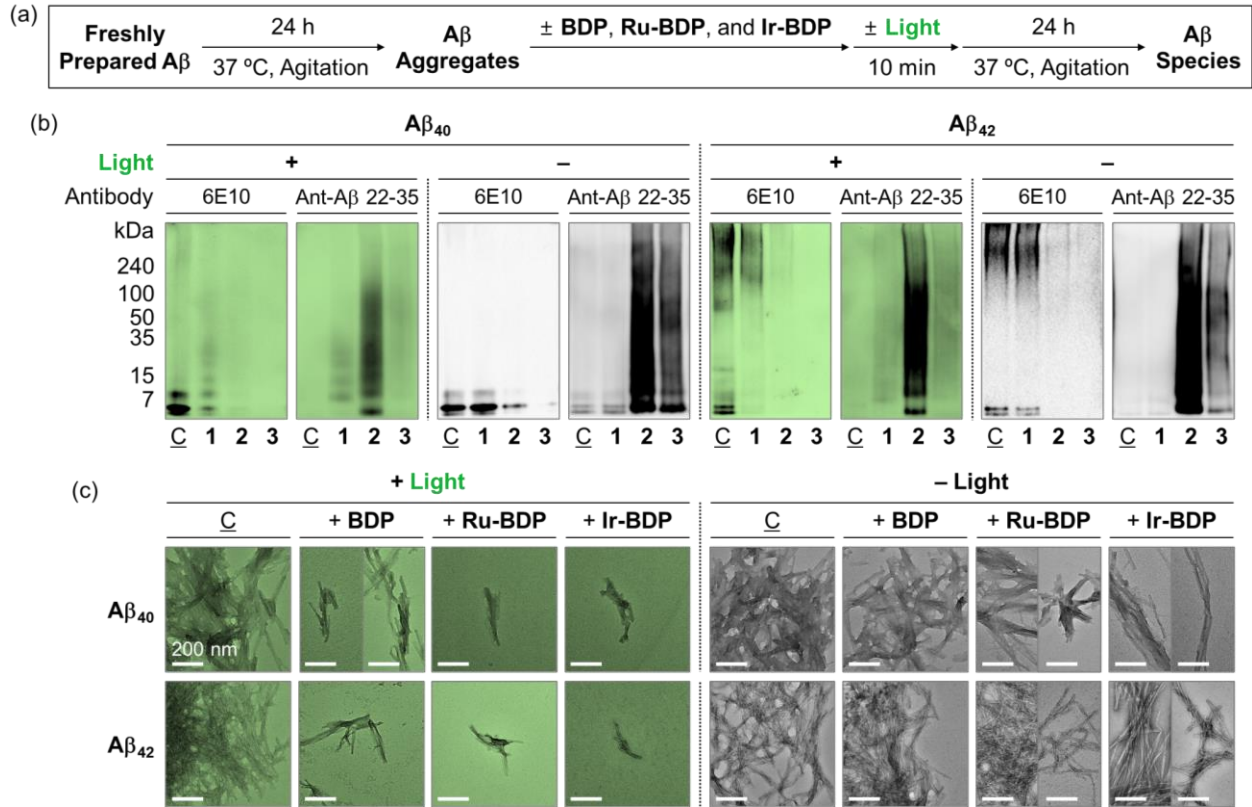 (a)
Freshly Prepared Aβ
24 h
37 ºC, Agitation
Aβ Aggregates
± BDP, Ru-BDP, and Ir-BDP
± Light
10 min
24 h
37 ºC, Agitation
Aβ Species
(b)
Aβ40 Aβ42
Light + – + –
Antibody 6E10 Ant-Aβ 22-35 6E10 Ant-Aβ 22-35 6E10 Ant-Aβ 22-35 6E10 Ant-Aβ 22-35
kDa
240
100
50
35
15
7
C 1 2 3 C 1 2 3 C 1 2 3 C 1 2 3 C 1 2 3 C 1 2 3 C 1 2 3 C 1 2 3
(c)
+ Light – Light
C + BDP + Ru-BDP + Ir-BDP C + BDP + Ru-BDP + Ir-BDP
Aβ40
200 nm
Aβ42